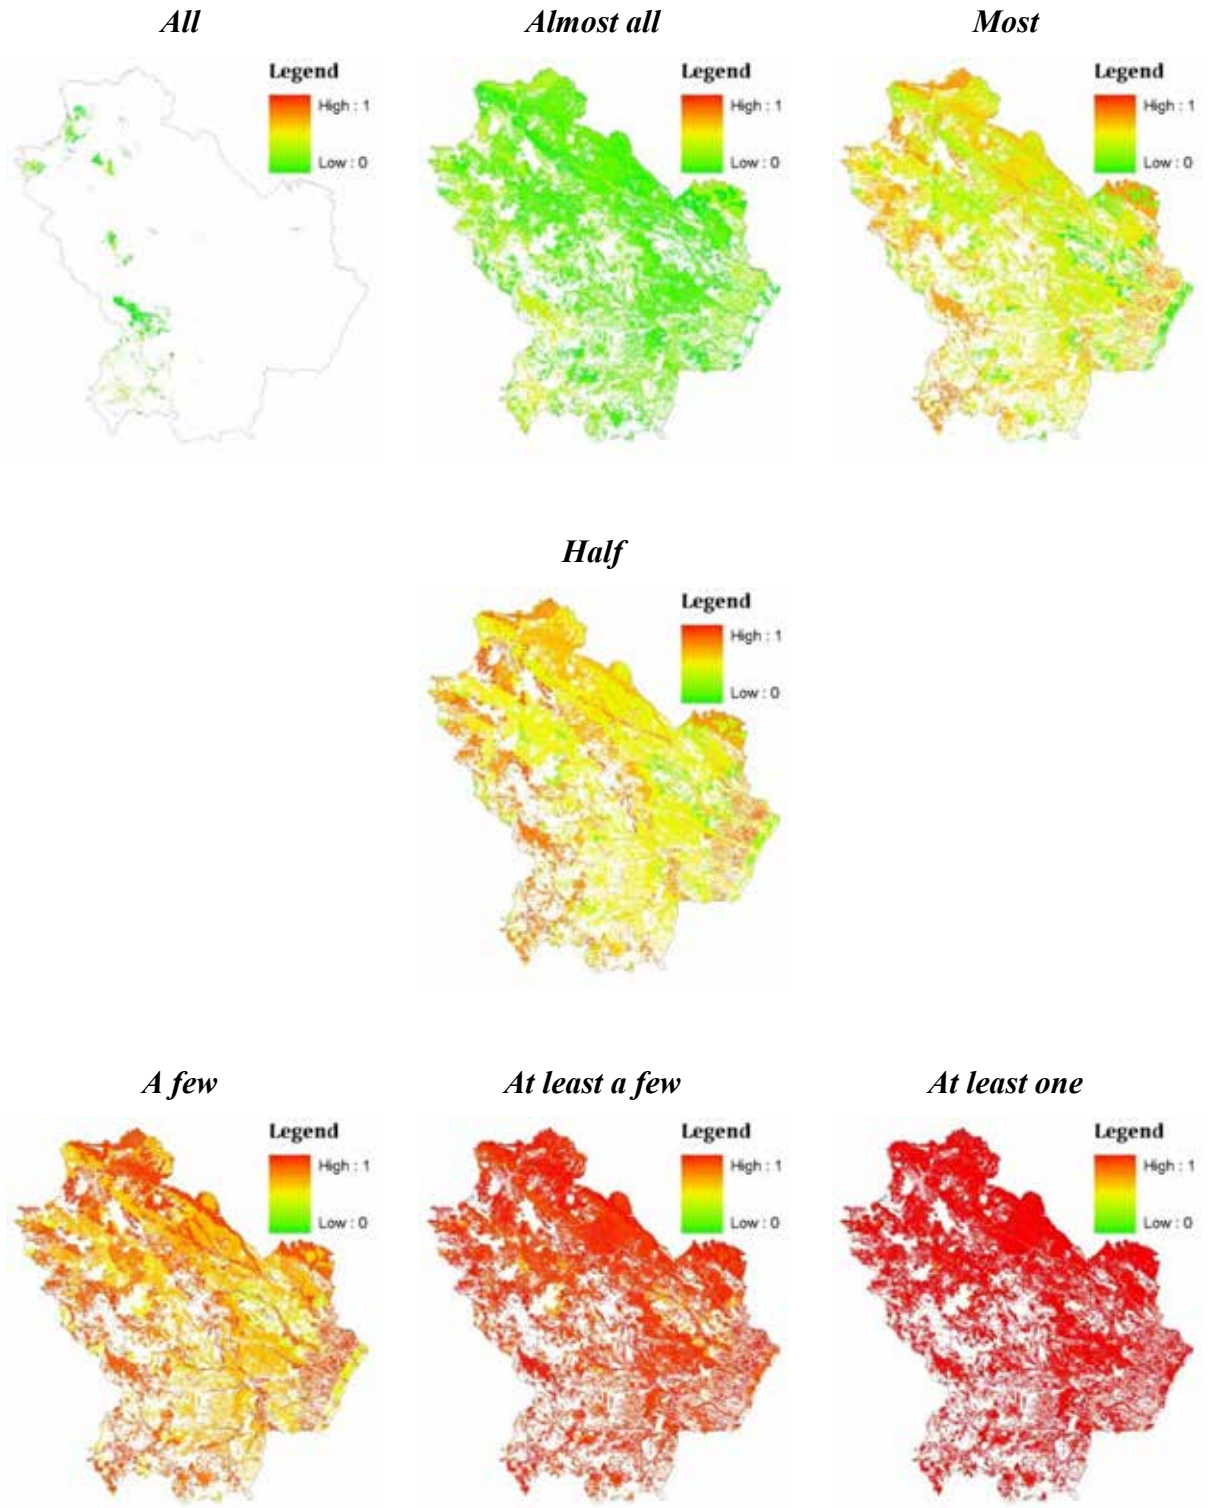 All
Almost all
Most
Legend
High : 1
Low : 0
Legend
High : 1
Low : 0
Legend
High : 1
Low : 0
Half
Legend
High : 1
Low : 0
A few
At least a few
At least one
Legend
High : 1
Low : 0
Legend
High : 1
Low : 0
Legend
High : 1
Low : 0